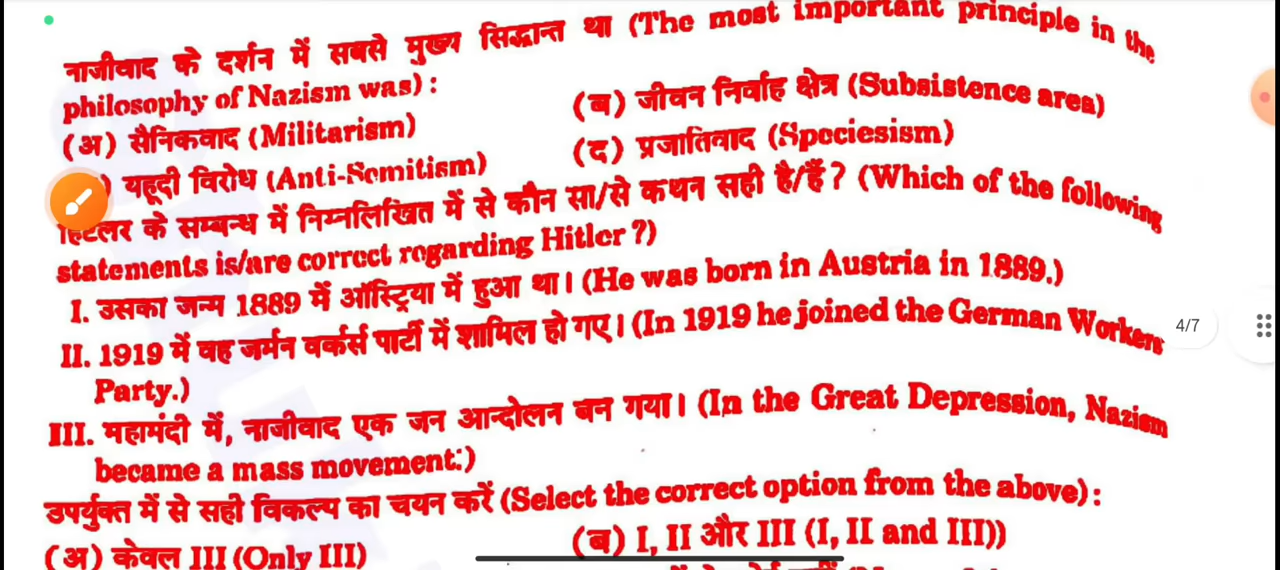 नाजीवाद के दर्शन में सबसे मुख्य सिद्धान्त था (The most important principle in the
philosophy of Nazism was) :
(अ) सैनिकवाद (Militarism)
(ब) जीवन निर्वाह क्षेत्र (Subsistence area)
) यहूदी विरोध (Anti-Semitism)
(द) प्रजातिवाद (Speciesism)
हिटलर के सम्बन्ध में निम्नलिखित में से कौन सा/से कथन सही है/हैं ? (Which of the following
statements is/are correct regarding Hitler ?)
I. उसका जन्म 1889 में ऑस्ट्रिया में हुआ था। (He was born in Austria in 1889.)
II. 1919 में वह जर्मन वर्कर्स पार्टी में शामिल हो गए। (In 1919 he joined the German Workers
Party.)
III. महामंदी में, नाजीवाद एक जन आन्दोलन बन गया। (In the Great Depression, Nazism
became a mass movement:)
उपर्युक्त में से सही विकल्प का चयन करें (Select the correct option from the above) :
(अ) केवल III (Only III)
(ब) I, II और III (I, II and III))
4/7